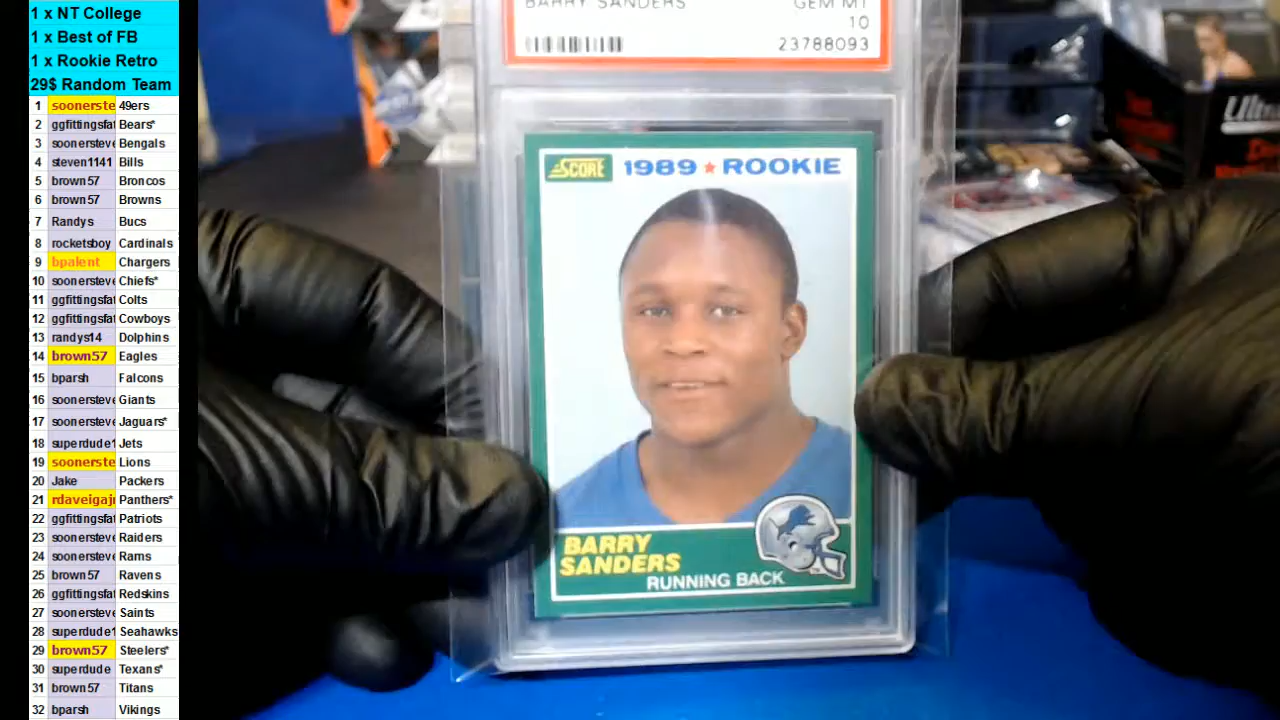 1 x NT College
1 x Best of FB
1 x Rookie Retro
29$ Random Team
1 soonerste 49ers
2 ggfittingsfat Bears*
3 soonersteve Bengals
4 steven1141 Bills
5 brown57 Broncos
6 brown57 Browns
7 Randys Bucs
8 rocketsboy Cardinals
9 bpalent Chargers
10 soonersteve Chiefs*
11 ggfittingsfat Colts
12 ggfittingsfat Cowboys
13 randys14 Dolphins
14 brown57 Eagles
15 bparsh Falcons
16 soonersteve Giants
17 soonersteve Jaguars*
18 superdude1 Jets
19 soonerste Lions
20 Jake Packers
21 rdaveigaj Panthers*
22 ggfittingsfat Patriots
23 soonersteve Raiders
24 soonersteve Rams
25 brown57 Ravens
26 ggfittingsfat Redskins
27 soonersteve Saints
28 superdude1 Seahawks
29 brown57 Steelers*
30 superdude Texans*
31 brown57 Titans
32 bparsh Vikings
BARRY SANDERS GEM MT
10
23788093
SCORE 1989 ROOKIE
BARRY
SANDERS
RUNNING BACK
Ultra